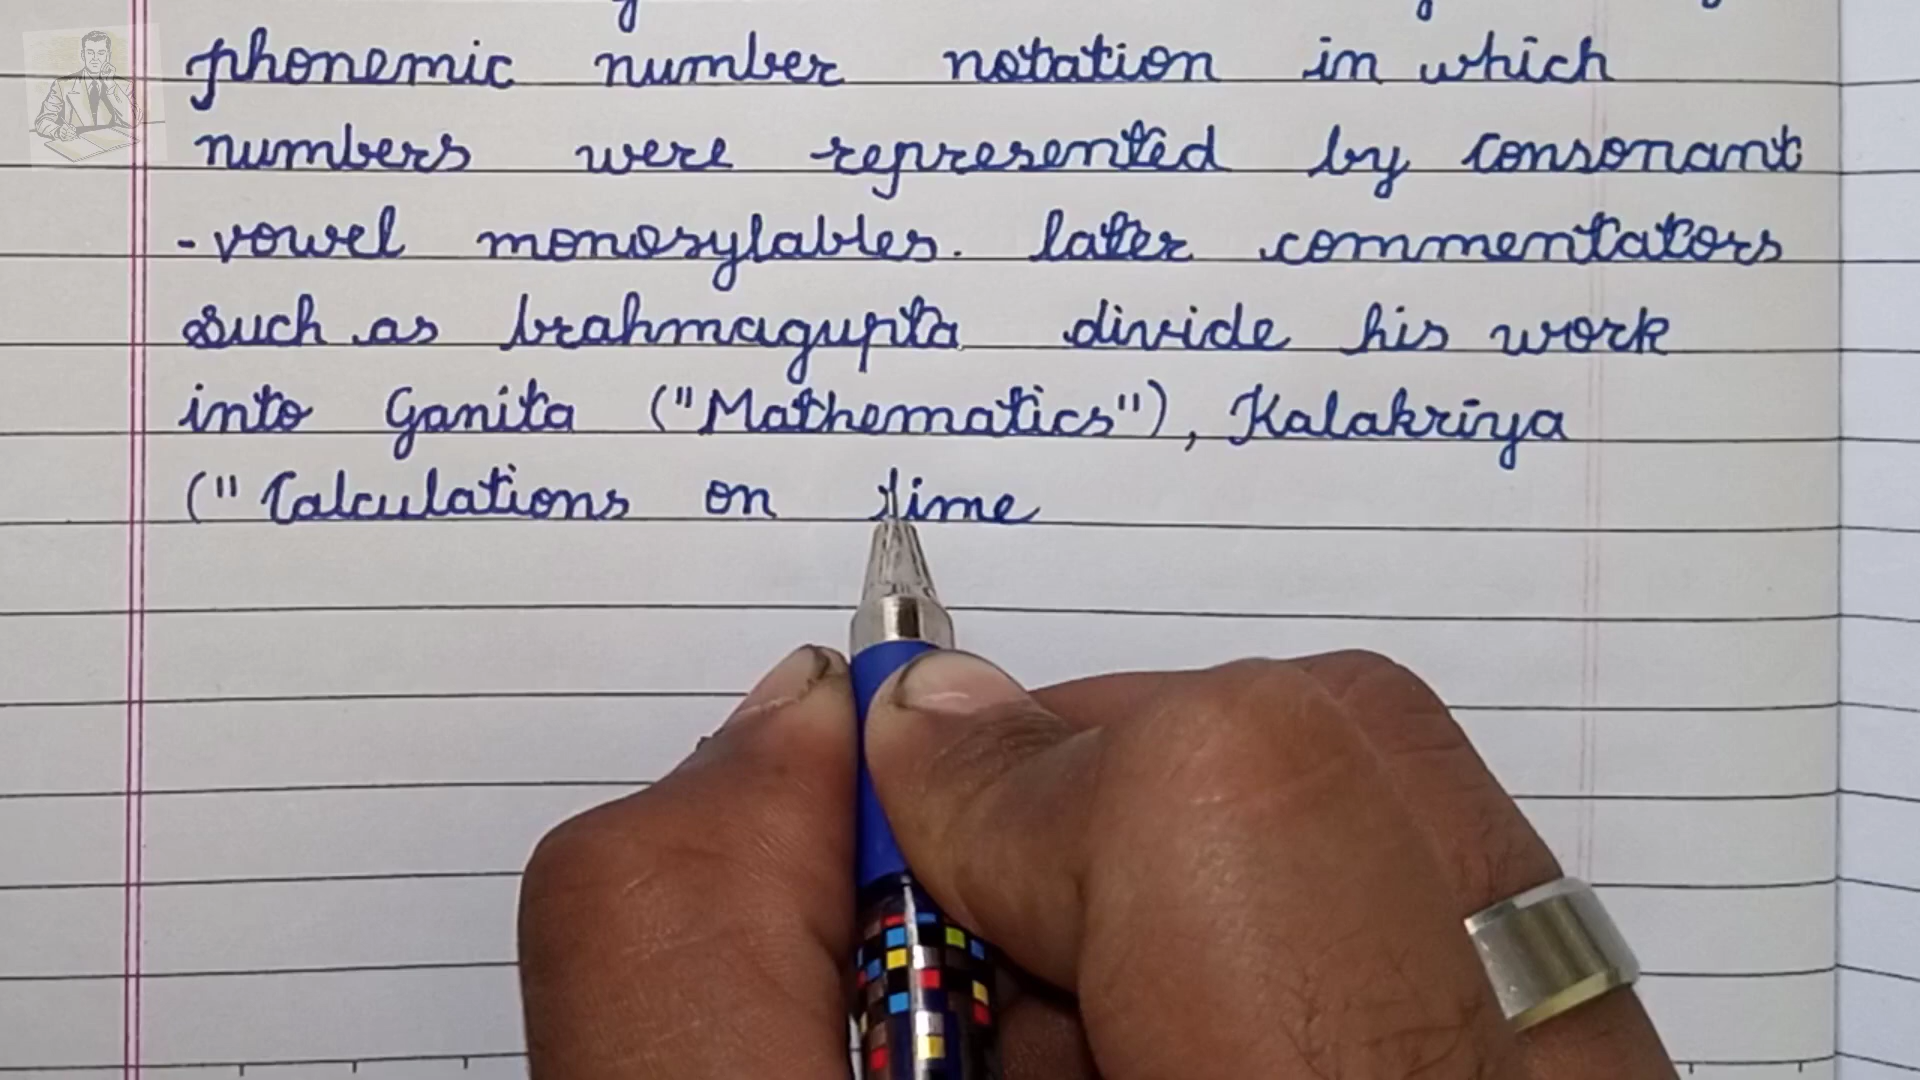 phonemic number notation in which
numbers were represented by consonant
-vowel monosylables. later commentators
such as brahmagupta divide his work
into Ganita ("Mathematics"), Kalakriya
("Calculations on time